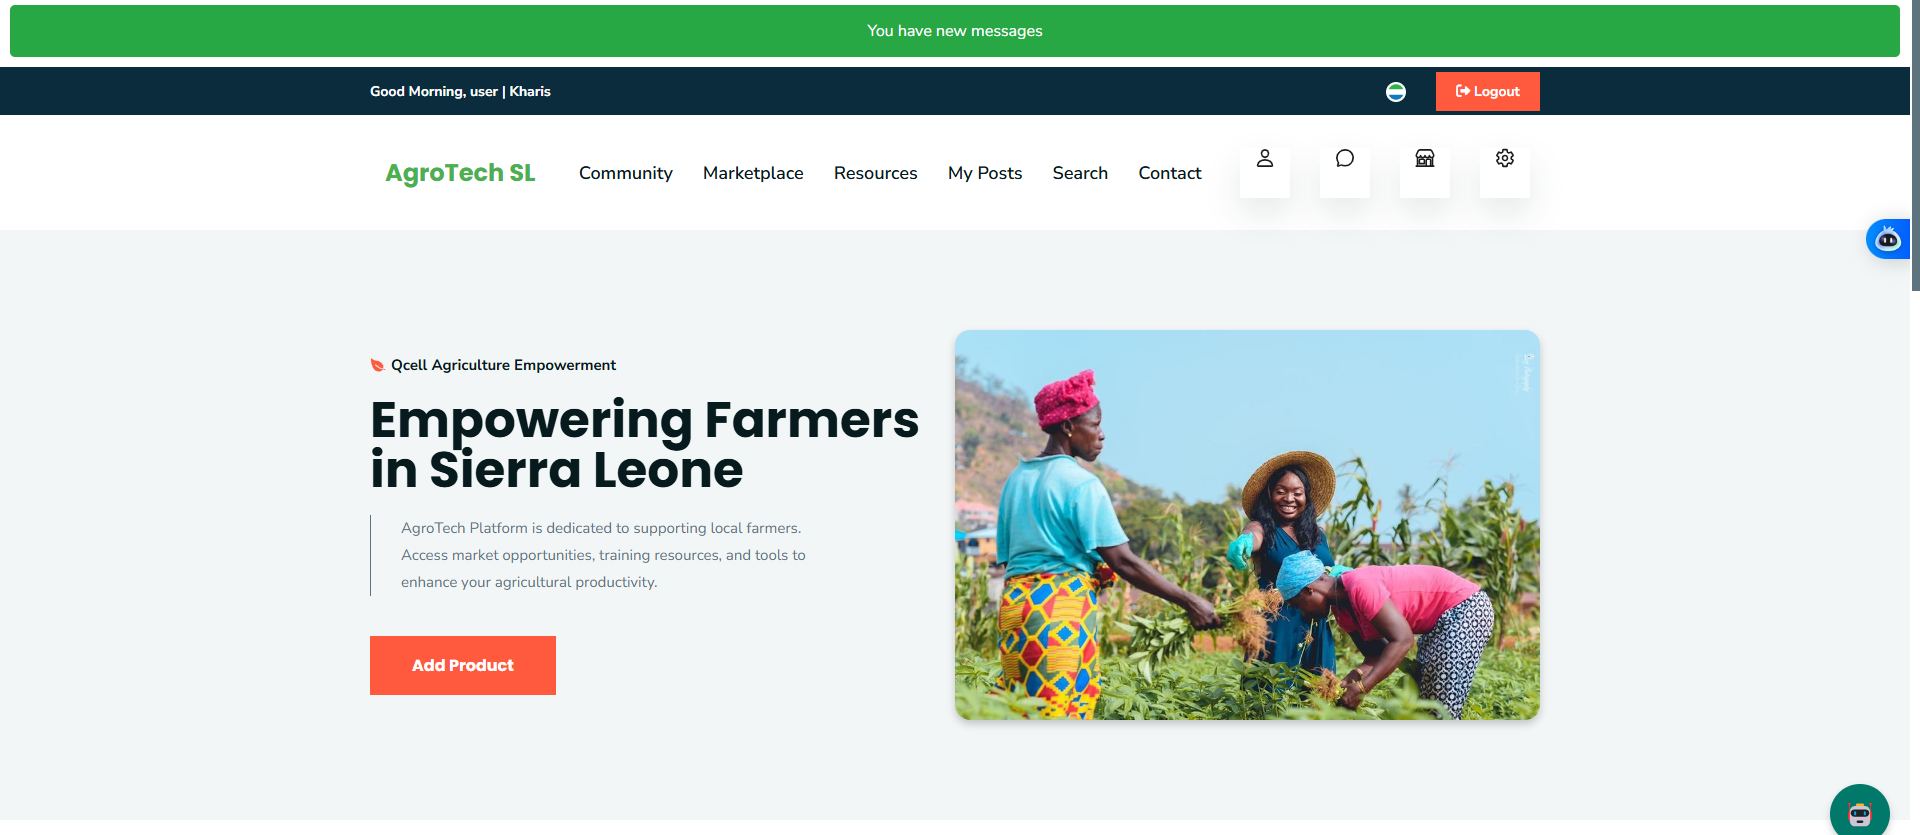 You have new messages
Good Morning, user | Kharis
Logout
AgroTech SL
Community
Marketplace
Resources
My Posts
Search
Contact
Qcell Agriculture Empowerment
Empowering Farmers
in Sierra Leone
AgroTech Platform is dedicated to supporting local farmers.
Access market opportunities, training resources, and tools to
enhance your agricultural productivity.
Add Product